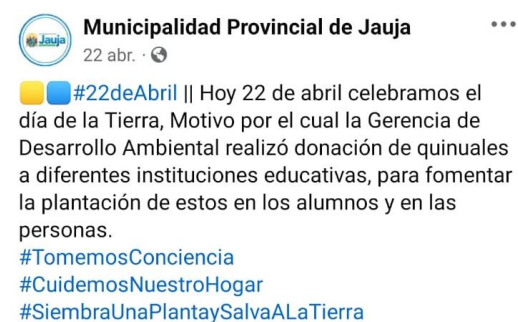 Jauja
Municipalidad Provincial de Jauja
22 abr.
#22deAbril || Hoy 22 de abril celebramos el
día de la Tierra, Motivo por el cual la Gerencia de
Desarrollo Ambiental realizó donación de quinuales
a diferentes instituciones educativas, para fomentar
la plantación de estos en los alumnos y en las
personas.
#TomemosConciencia
#CuidemosNuestroHogar
#SiembraUnaPlantaySalvaALaTierra